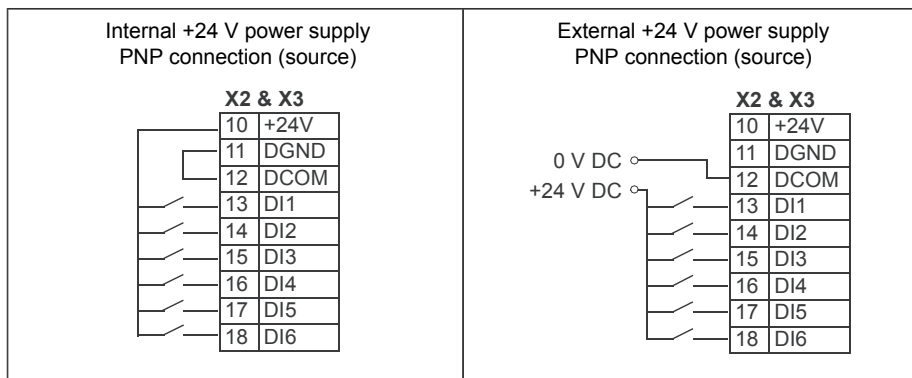 Internal +24 V power supply
PNP connection (source)
X2 & X3
10 +24V
11 DGND
12 DCOM
13 DI1
14 DI2
15 DI3
16 DI4
17 DI5
18 DI6
External +24 V power supply
PNP connection (source)
X2 & X3
10 +24V
11 DGND
0 V DC
12 DCOM
+24 V DC
13 DI1
14 DI2
15 DI3
16 DI4
17 DI5
18 DI6